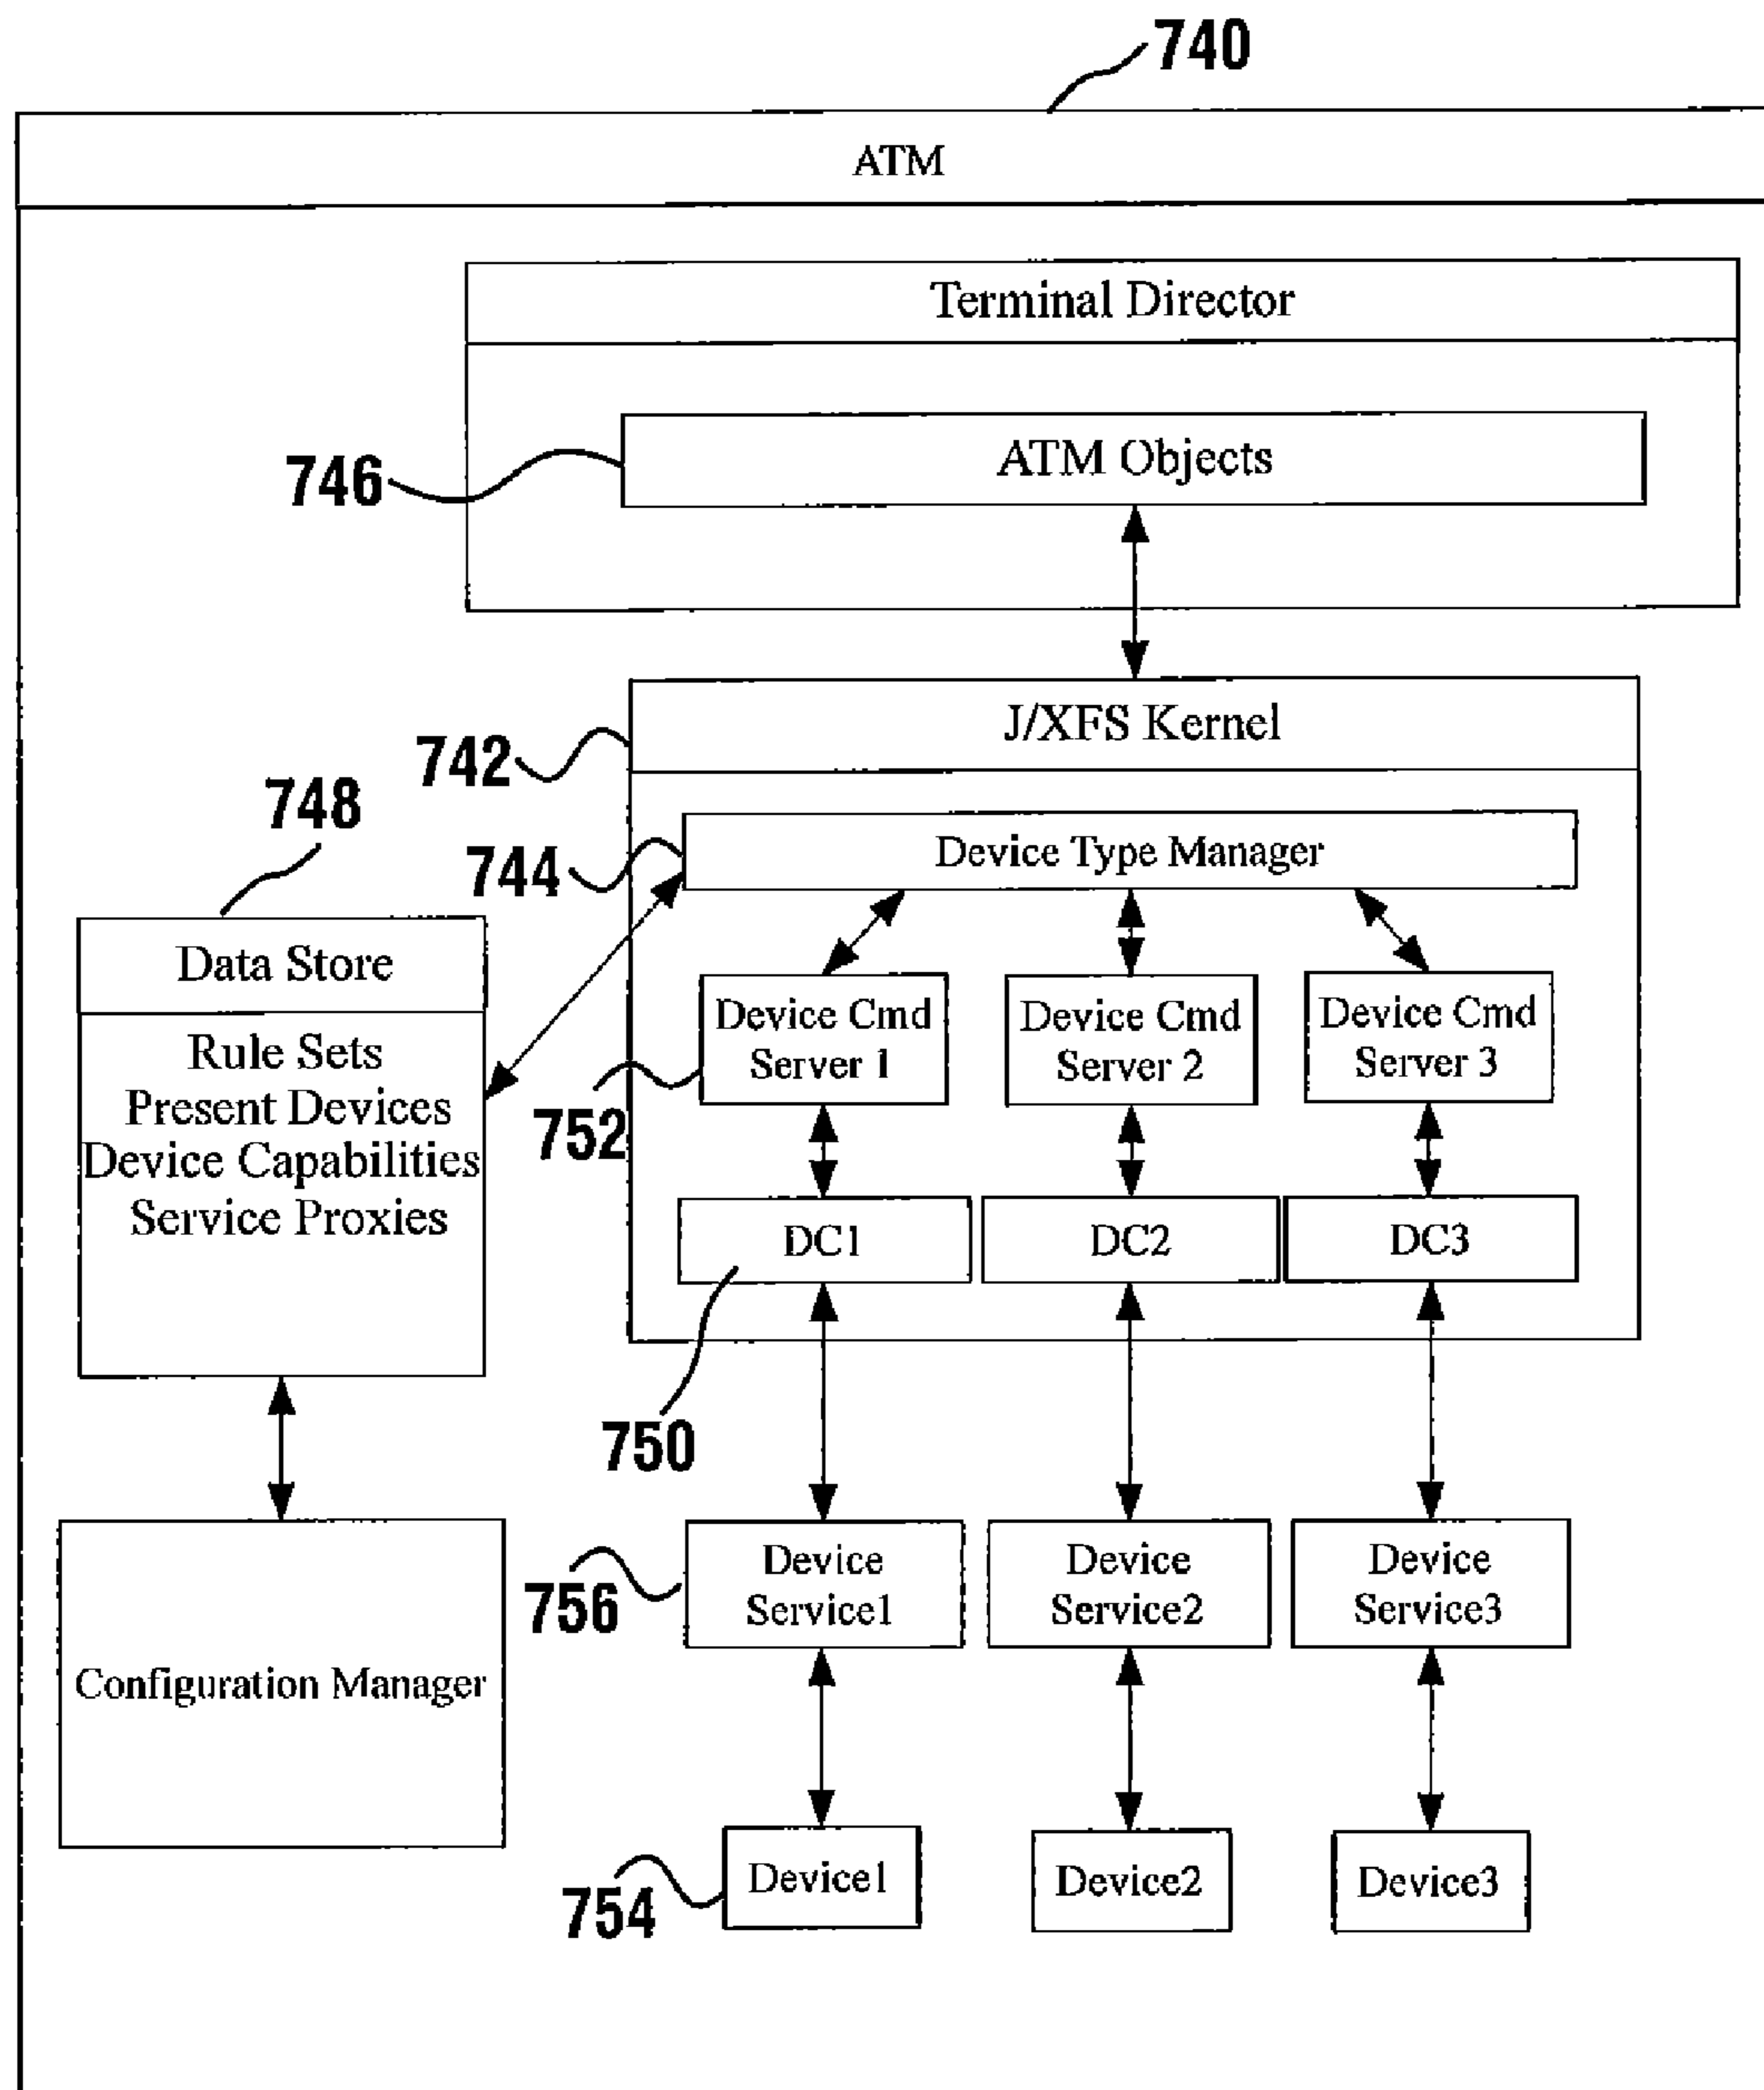 740
ATM
Terminal Director
746
ATM Objects
742
J/XFS Kernel
748
744
Device Type Manager
Data Store
Rule Sets
Present Devices
Device Capabilities
Service Proxies
Device Cmd
Server 1
Device Cmd
Server 2
Device Cmd
Server 3
752
DC1
DC2
DC3
750
Configuration Manager
756
Device
Service1
Device
Service2
Device
Service3
754
Device1
Device2
Device3